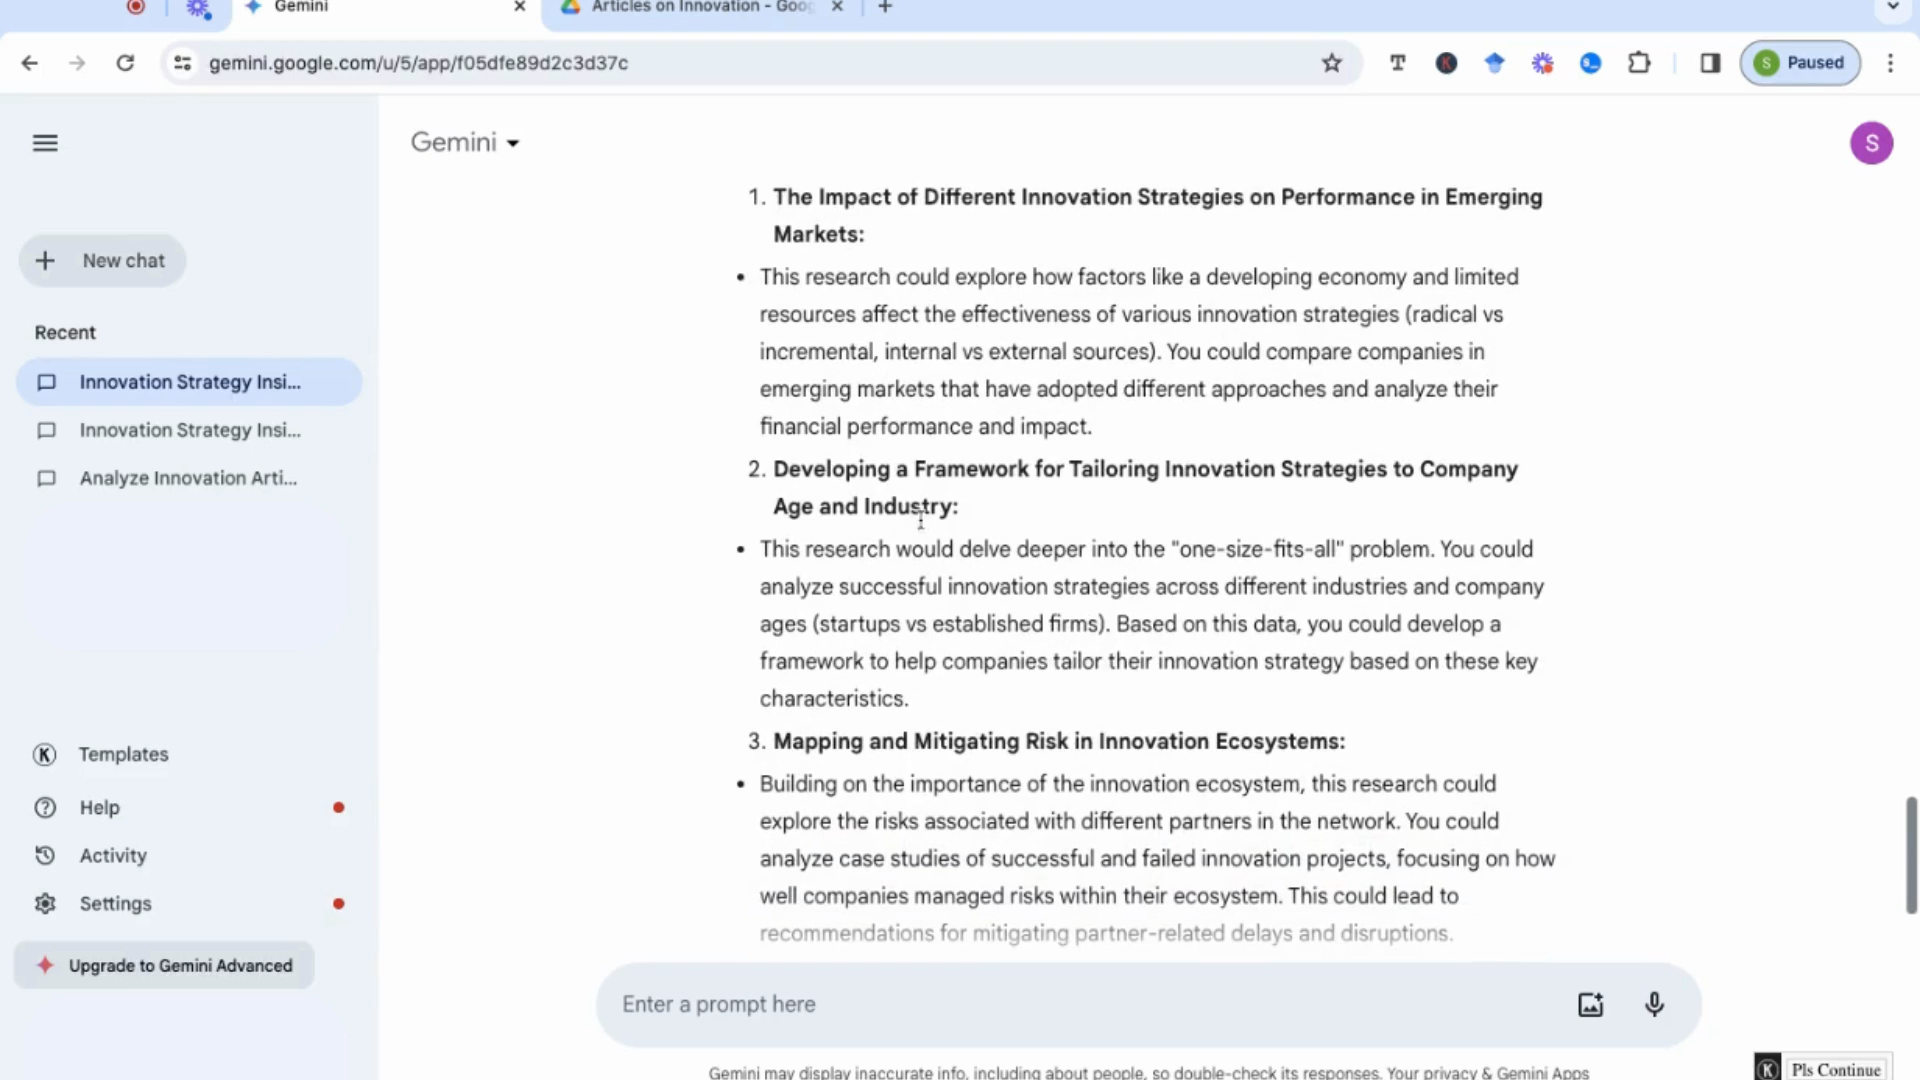 Gemini
Articles on Innovation - Goo
gemini.google.com/u/5/app/f05dfe89d2c3d37c
T
K
S Paused
Gemini
S
New chat
Recent
Innovation Strategy Insi...
Innovation Strategy Insi...
Analyze Innovation Arti...
K Templates
Help
Activity
Settings
Upgrade to Gemini Advanced
1. The Impact of Different Innovation Strategies on Performance in Emerging
Markets:
• This research could explore how factors like a developing economy and limited
resources affect the effectiveness of various innovation strategies (radical vs
incremental, internal vs external sources). You could compare companies in
emerging markets that have adopted different approaches and analyze their
financial performance and impact.
2. Developing a Framework for Tailoring Innovation Strategies to Company
Age and Industry:
• This research would delve deeper into the "one-size-fits-all" problem. You could
analyze successful innovation strategies across different industries and company
ages (startups vs established firms). Based on this data, you could develop a
framework to help companies tailor their innovation strategy based on these key
characteristics.
3. Mapping and Mitigating Risk in Innovation Ecosystems:
• Building on the importance of the innovation ecosystem, this research could
explore the risks associated with different partners in the network. You could
analyze case studies of successful and failed innovation projects, focusing on how
well companies managed risks within their ecosystem. This could lead to
recommendations for mitigating partner-related delays and disruptions.
Enter a prompt here
Gemini may display inaccurate info, including about people, so double-check its responses. Your privacy & Gemini Apps
K Pls Continue